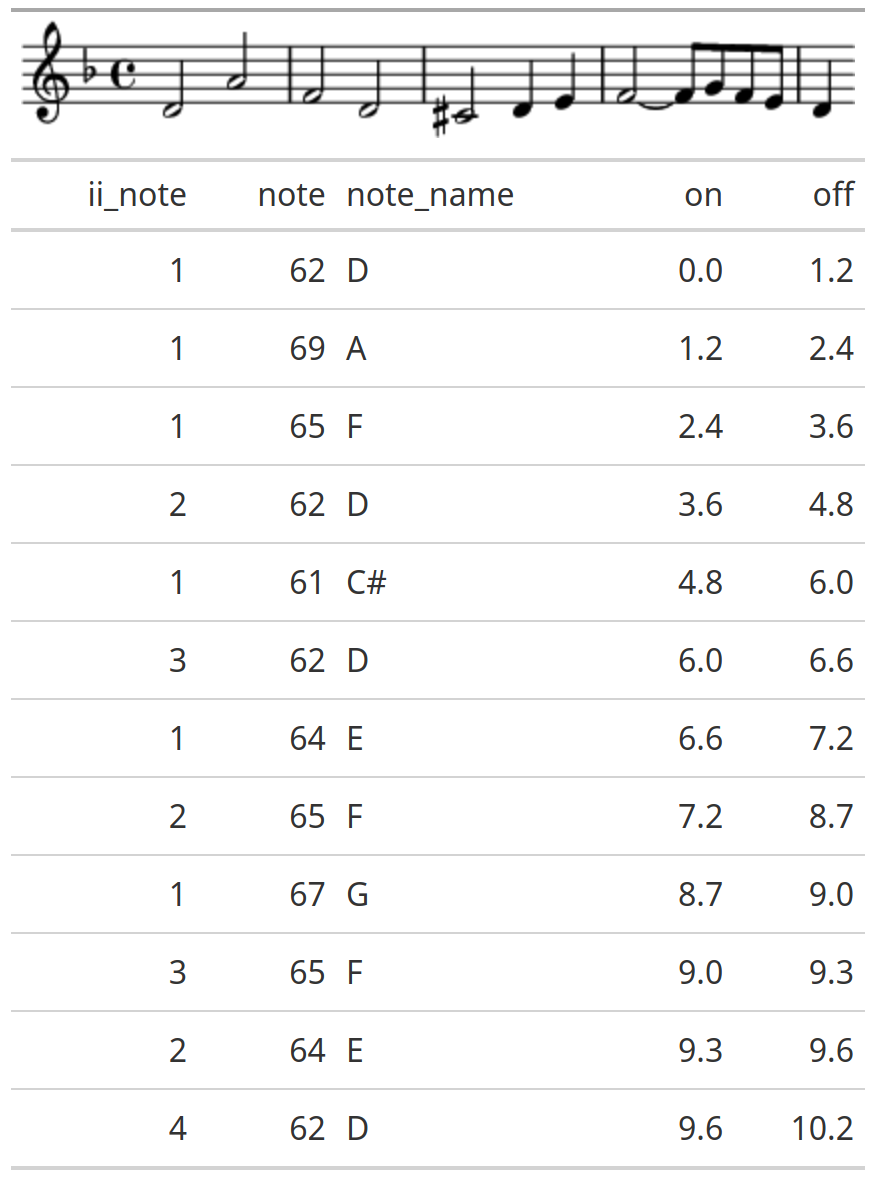 ii_note note note_name on off
1 62 D 0.0 1.2
1 69 A 1.2 2.4
1 65 F 2.4 3.6
2 62 D 3.6 4.8
1 61 C# 4.8 6.0
3 62 D 6.0 6.6
1 64 E 6.6 7.2
2 65 F 7.2 8.7
1 67 G 8.7 9.0
3 65 F 9.0 9.3
2 64 E 9.3 9.6
4 62 D 9.6 10.2